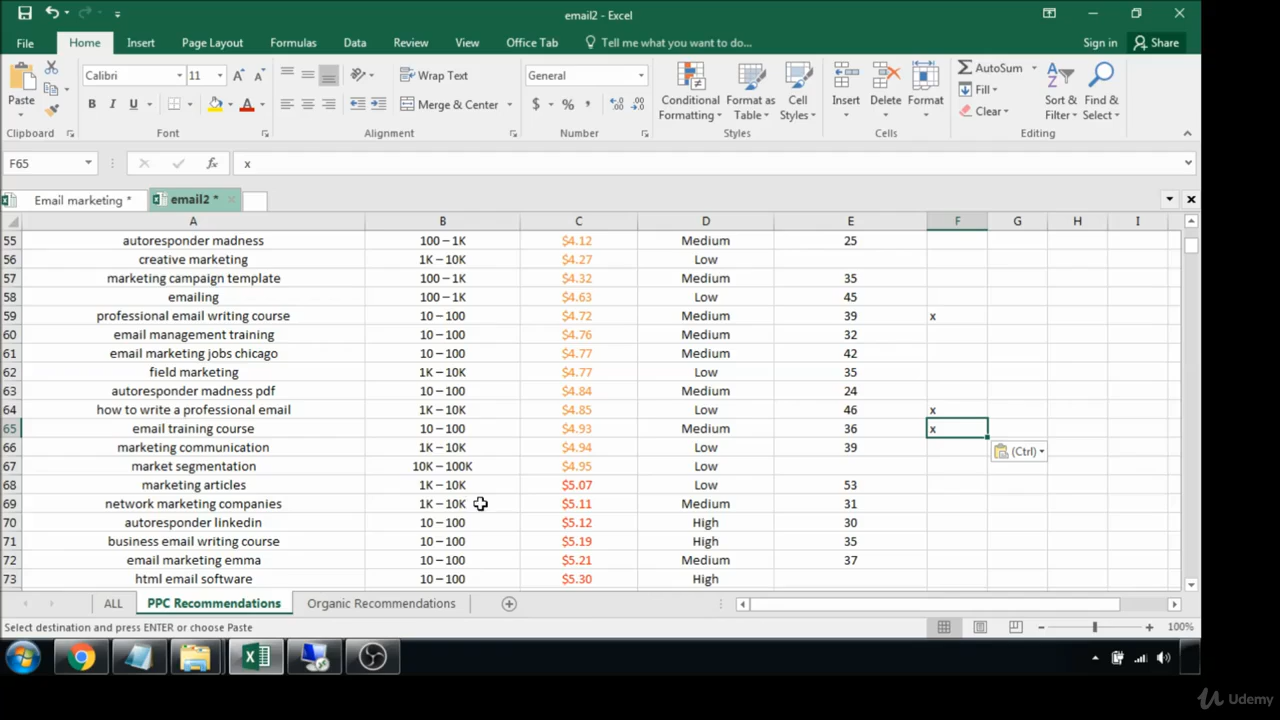 email2 - Excel
File Home Insert Page Layout Formulas Data Review View Office Tab Tell me what you want to do... Sign in Share
Calibri 11 Wrap Text General AutoSum
Paste Merge & Center Conditional Formatting Format as Table Cell Styles Insert Delete Format Fill Sort & Filter Find & Select
B I U $ % , Clear
Clipboard Font Alignment Number Styles Cells Editing
F65 fx x
Email marketing * email2 *
A B C D E F G H I
55 autoresponder madness 100 – 1K $4.12 Medium 25
56 creative marketing 1K – 10K $4.27 Low
57 marketing campaign template 1K – 10K $4.32 Medium 35
58 emailing 100 – 1K $4.63 Low 45
59 professional email writing course 10 – 100 $4.72 Medium 39 x
60 email management training 10 – 100 $4.76 Medium 32
61 email marketing jobs chicago 10 – 100 $4.77 Medium 42
62 field marketing 1K – 10K $4.77 Low 35
63 autoresponder madness pdf 10 – 100 $4.84 Medium 24
64 how to write a professional email 1K – 10K $4.85 Low 46 x
65 email training course 10 – 100 $4.93 Medium 36 x
66 marketing communication 1K – 10K $4.94 Low 39
(Ctrl)
67 market segmentation 10K – 100K $4.95 Low
68 marketing articles 1K – 10K $5.07 Low 53
69 network marketing companies 1K – 10K $5.11 Medium 31
70 autoresponder linkedin 10 – 100 $5.12 High 30
71 business email writing course 10 – 100 $5.19 High 35
72 email marketing emma 10 – 100 $5.21 Medium 37
73 html email software 10 – 100 $5.30 High
ALL PPC Recommendations Organic Recommendations
Select destination and press ENTER or choose Paste 100%
Udemy